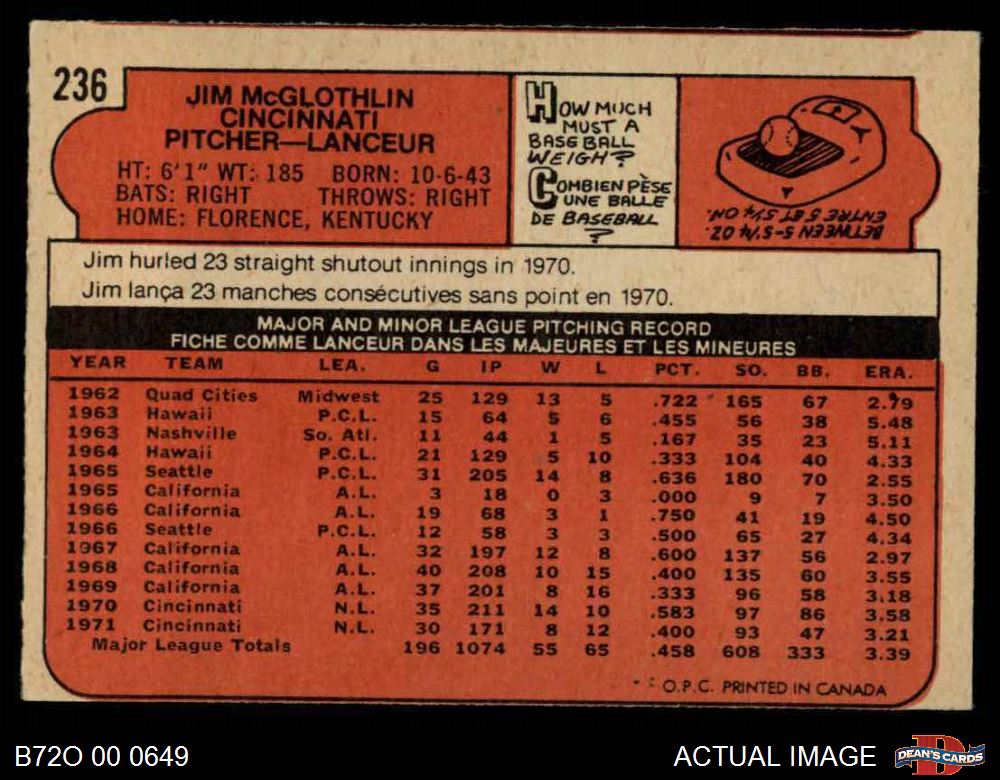 236
JIM McGLOTHLIN
CINCINNATI
PITCHER—LANCEUR
HT: 6'1" WT: 185 BORN: 10-6-43
BATS: RIGHT THROWS: RIGHT
HOME: FLORENCE, KENTUCKY
HOW MUCH
MUST A
BASEBALL
WEIGH?
COMBIEN PÈSE
UNE BALLE
DE BASEBALL
?
BETWEEN 5-5¼ OZ.
ENTRE 5 ET 5¼ ON.
Jim hurled 23 straight shutout innings in 1970.
Jim lança 23 manches consécutives sans point en 1970.
MAJOR AND MINOR LEAGUE PITCHING RECORD
FICHE COMME LANCEUR DANS LES MAJEURES ET LES MINEURES
YEAR TEAM LEA. G IP W L PCT. SO. BB. ERA.
1962 Quad Cities Midwest 25 129 13 5 .722 165 67 2.79
1963 Hawaii P.C.L. 15 64 5 6 .455 56 38 5.48
1963 Nashville So. Atl. 11 44 1 5 .167 35 23 5.11
1964 Hawaii P.C.L. 21 129 5 10 .333 104 40 4.33
1965 Seattle P.C.L. 31 205 14 8 .636 180 70 2.55
1965 California A.L. 3 18 0 3 .000 9 7 3.50
1966 California A.L. 19 68 3 1 .750 41 19 4.50
1966 Seattle P.C.L. 12 58 3 3 .500 65 27 4.34
1967 California A.L. 32 197 12 8 .600 137 56 2.97
1968 California A.L. 40 208 10 15 .400 135 60 3.55
1969 California A.L. 37 201 8 16 .333 96 58 3.18
1970 Cincinnati N.L. 35 211 14 10 .583 97 86 3.58
1971 Cincinnati N.L. 30 171 8 12 .400 93 47 3.21
Major League Totals 196 1074 55 65 .458 608 333 3.39
O.P.C. PRINTED IN CANADA
B72O 00 0649
ACTUAL IMAGE
D
DEAN'S CARDS